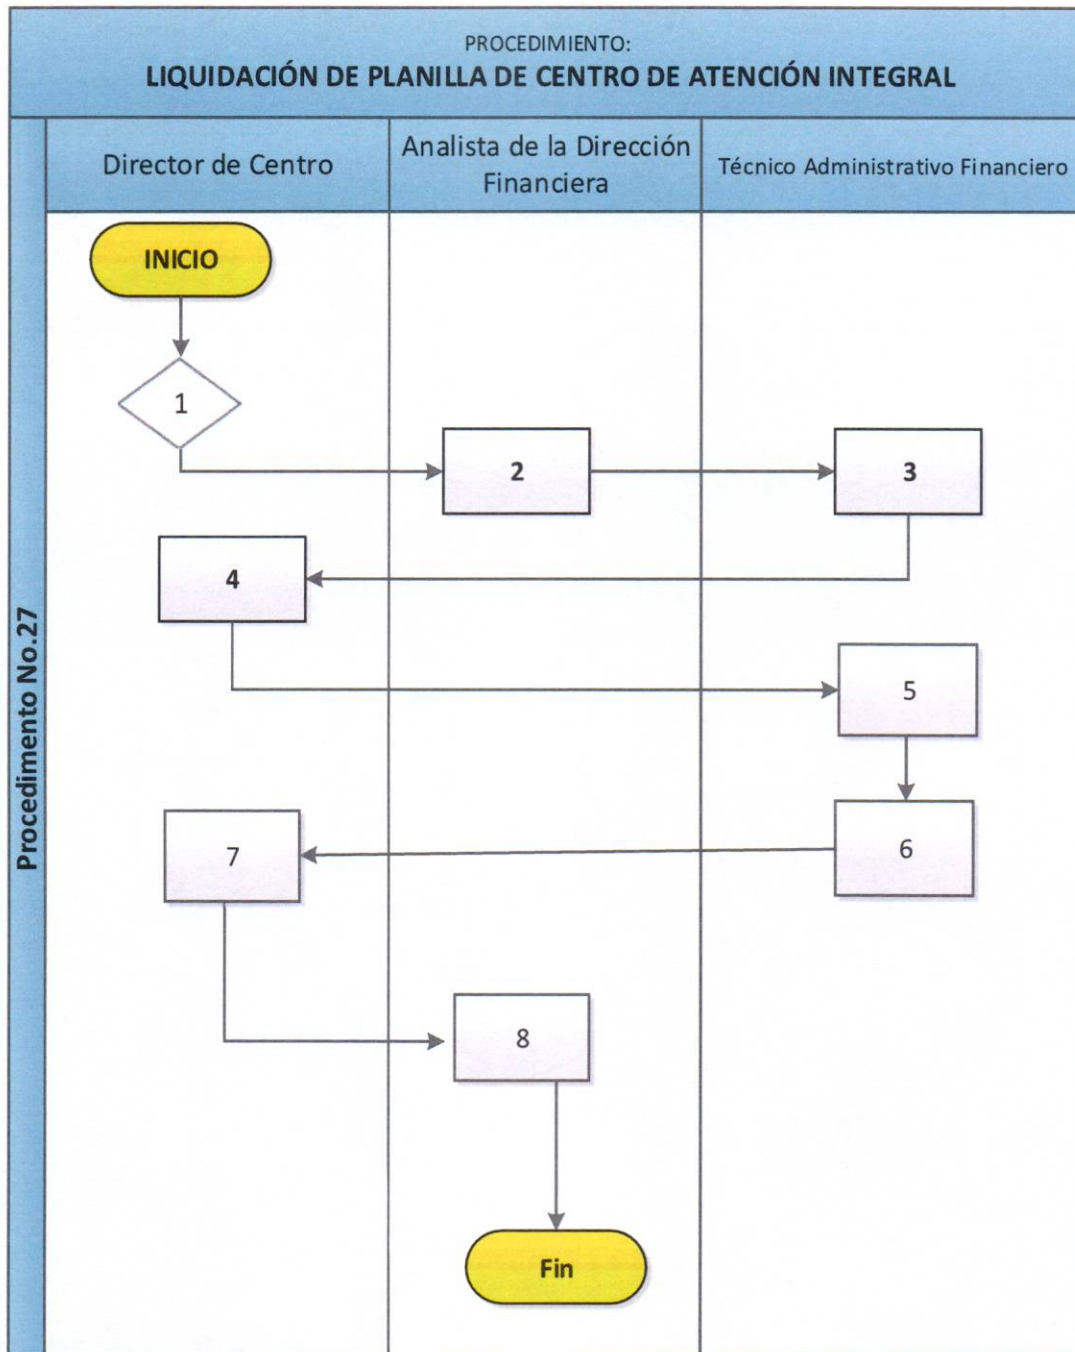 PROCEDIMIENTO:
LIQUIDACIÓN DE PLANILLA DE CENTRO DE ATENCIÓN INTEGRAL
Procedimento No.27
Director de Centro
Analista de la Dirección
Financiera
Técnico Administrativo Financiero
INICIO
1
2
3
4
5
6
7
8
Fin